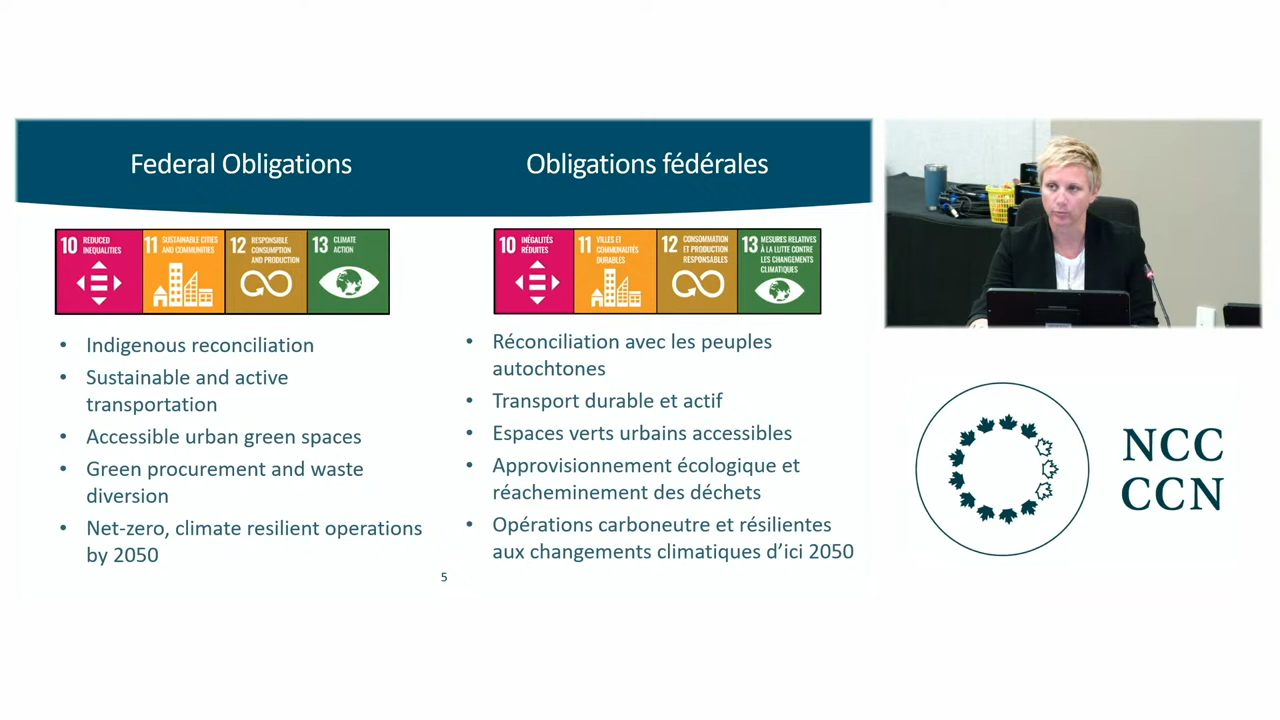 Federal Obligations
10 REDUCED
INEQUALITIES
11 SUSTAINABLE CITIES
AND COMMUNITIES
12 RESPONSIBLE
CONSUMPTION
AND PRODUCTION
13 CLIMATE
ACTION
• Indigenous reconciliation
• Sustainable and active
transportation
• Accessible urban green spaces
• Green procurement and waste
diversion
• Net-zero, climate resilient operations
by 2050
Obligations fédérales
10 INÉGALITÉS
RÉDUITES
11 VILLES ET
COMMUNAUTÉS
DURABLES
12 CONSOMMATION
ET PRODUCTION
RESPONSABLES
13 MESURES RELATIVES
À LA LUTTE CONTRE
LES CHANGEMENTS
CLIMATIQUES
• Réconciliation avec les peuples
autochtones
• Transport durable et actif
• Espaces verts urbains accessibles
• Approvisionnement écologique et
réacheminement des déchets
• Opérations carboneutre et résilientes
aux changements climatiques d’ici 2050
5
NCC
CCN